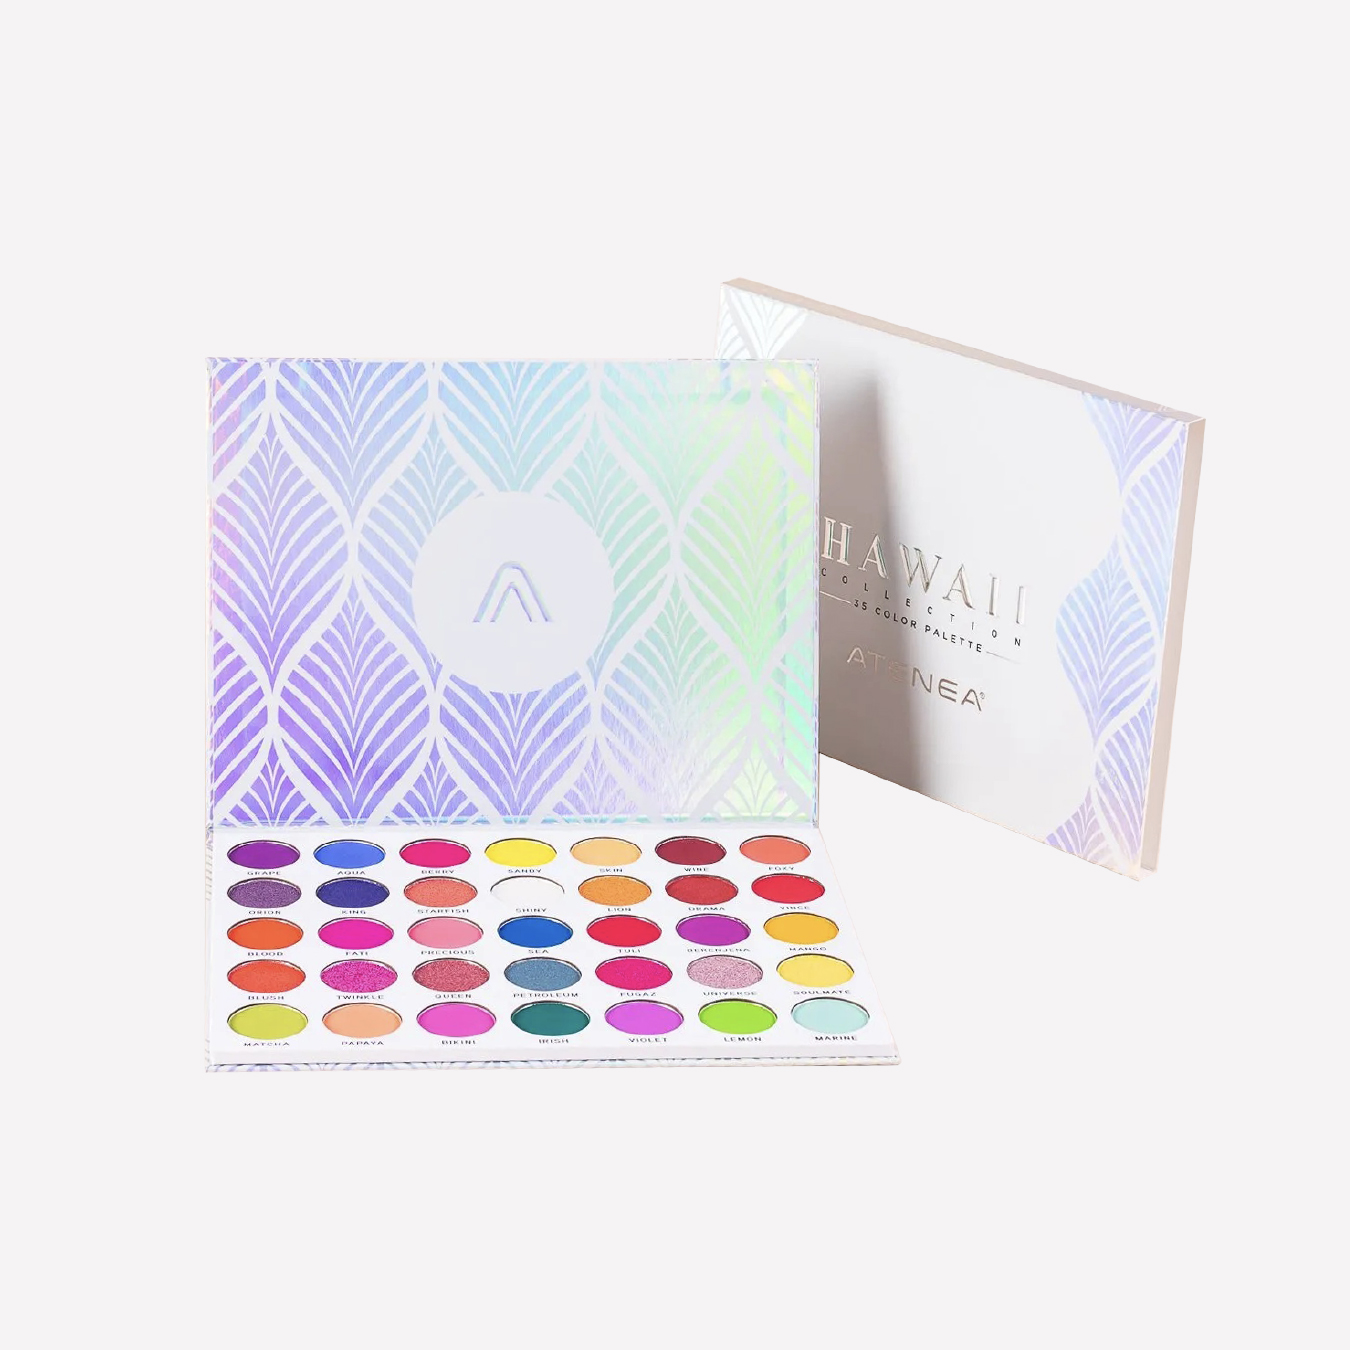 HAWAII
COLLECTION
35 COLOR PALETTE
ATENEA®
GRAPE AQUA BERRY SANDY SKIN WINE FOXY
ORION KING STARFISH SHINY LION DRAMA YINCA
BLOOD FATI PRECIOUS SEA TULI BERENJENA MANGO
BLUSH TWINKLE QUEEN PETROLEUM FUGAZ UNIVERSE SOULMATE
MATCHA PAPAYA BIKINI IRISH VIOLET LEMON MARINE